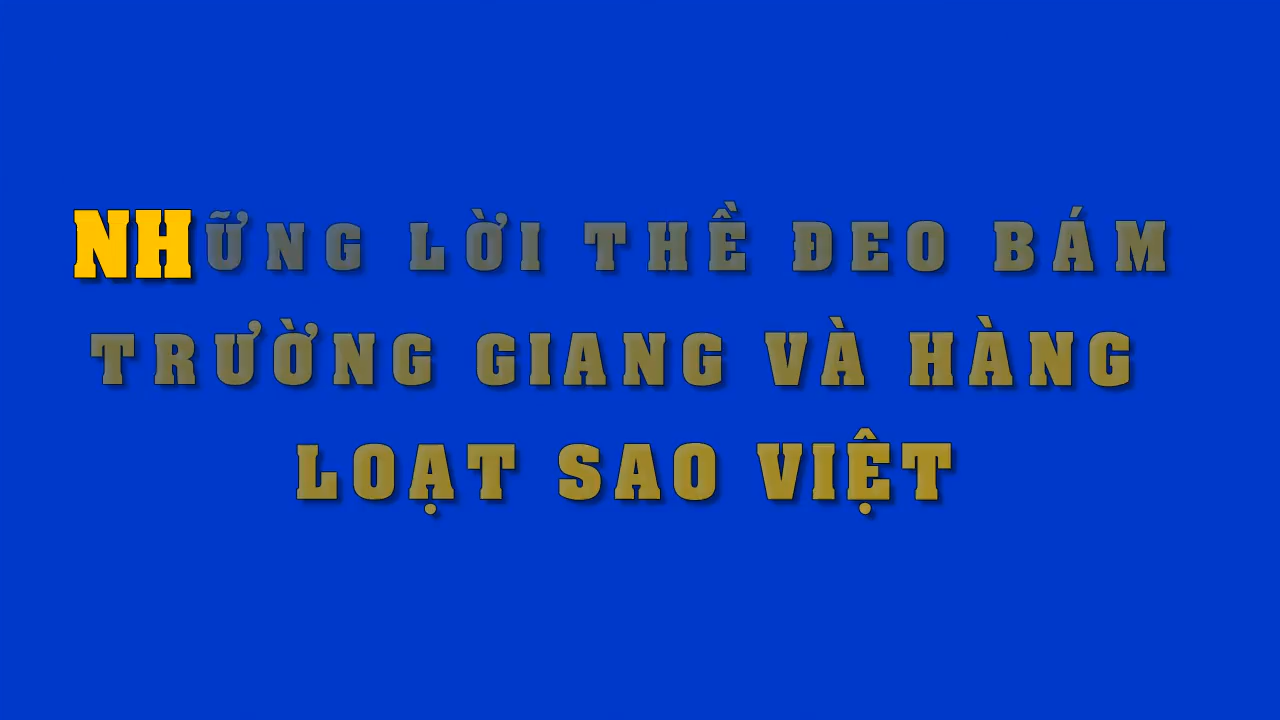 NHỮNG LỜI THỀ ĐEO BÁM
TRƯỜNG GIANG VÀ HÀNG
LOẠT SAO VIỆT